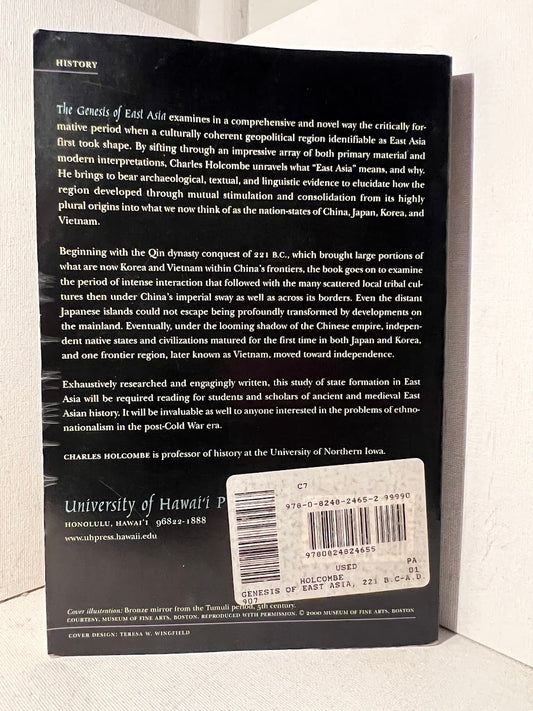 HISTORY
The Genesis of East Asia examines in a comprehensive and novel way the critically for-
mative period when a culturally coherent geopolitical region identifiable as East Asia
first took shape. By sifting through an impressive array of both primary material and
modern interpretations, Charles Holcombe unravels what “East Asia” means, and why.
He brings to bear archaeological, textual, and linguistic evidence to elucidate how the
region developed through mutual stimulation and consolidation from its highly
plural origins into what we now think of as the nation-states of China, Japan, Korea, and
Vietnam.
Beginning with the Qin dynasty conquest of 221 B.C., which brought large portions of
what are now Korea and Vietnam within China’s frontiers, the book goes on to examine
the period of intense interaction that followed with the many scattered local tribal cul-
tures then under China’s imperial sway as well as across its borders. Even the distant
Japanese islands could not escape being profoundly transformed by developments on
the mainland. Eventually, under the looming shadow of the Chinese empire, indepen-
dent native states and civilizations matured for the first time in both Japan and Korea,
and one frontier region, later known as Vietnam, moved toward independence.
Exhaustively researched and engagingly written, this study of state formation in East
Asia will be required reading for students and scholars of ancient and medieval East
Asian history. It will be invaluable as well to anyone interested in the problems of ethno-
nationalism in the post-Cold War era.
CHARLES HOLCOMBE is professor of history at the University of Northern Iowa.
University of Hawai‘i P
HONOLULU, HAWAI‘I 96822-1888
www.uhpress.hawaii.edu
C7
978-0-8248-2465-2 99990
9780824824655
USED
HOLCOMBE PA
GENESIS OF EAST ASIA, 221 B.C-A.D. 01
907
Cover illustration: Bronze mirror from the Tumuli period, 5th century.
COURTESY, MUSEUM OF FINE ARTS, BOSTON. REPRODUCED WITH PERMISSION. © 2000 MUSEUM OF FINE ARTS, BOSTON
COVER DESIGN: TERESA W. WINGFIELD